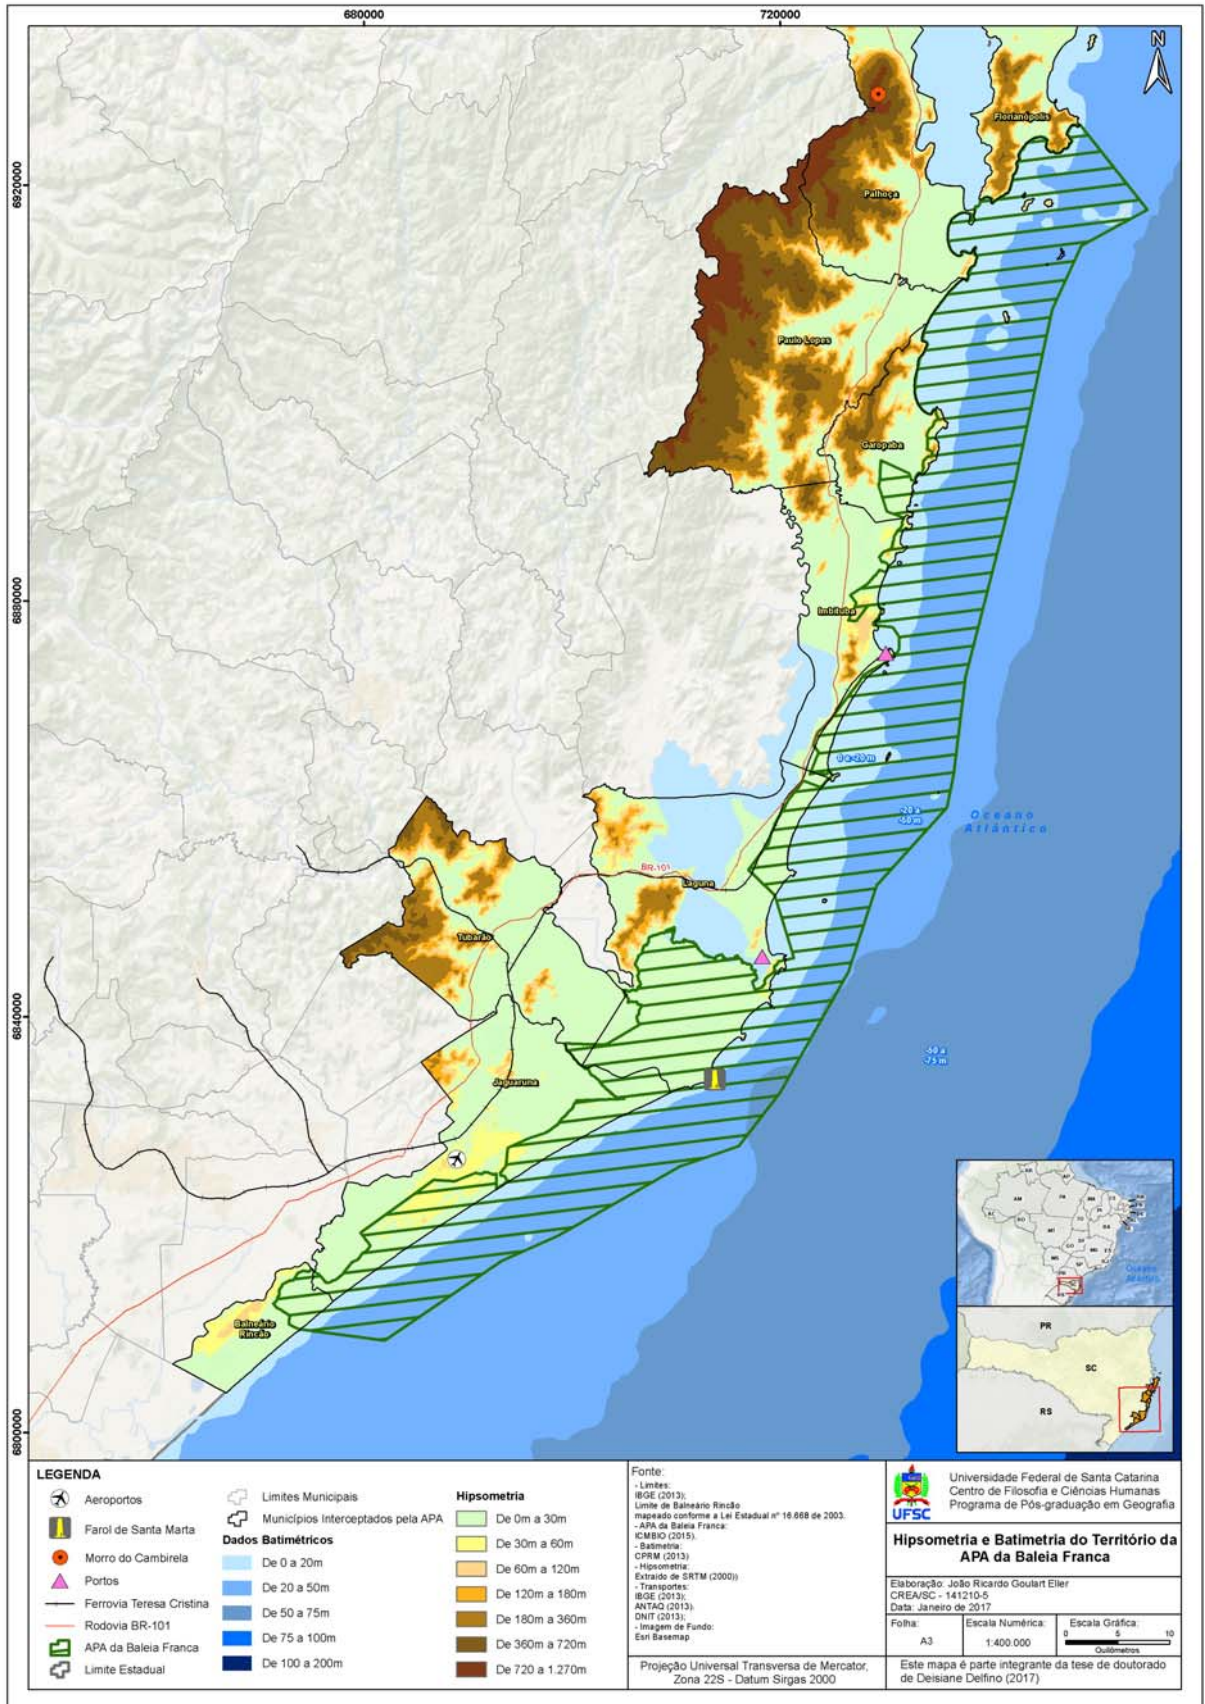 680000
720000
N
6920000
6880000
6840000
6800000
Florianópolis
Palhoça
Paulo Lopes
Garopaba
Imbituba
0 a -20 m
-20 a
-50 m
Oceano
Atlântico
BR-101
Laguna
Tubarão
-50 a
-75 m
Jaguaruna
Balneário
Rincão
PR
SC
RS
LEGENDA
Aeroportos
Farol de Santa Marta
Morro do Cambirela
Portos
Ferrovia Teresa Cristina
Rodovia BR-101
APA da Baleia Franca
Limite Estadual
Limites Municipais
Municípios Interceptados pela APA
Dados Batimétricos
De 0 a 20m
De 20 a 50m
De 50 a 75m
De 75 a 100m
De 100 a 200m
Hipsometria
De 0m a 30m
De 30m a 60m
De 60m a 120m
De 120m a 180m
De 180m a 360m
De 360m a 720m
De 720 a 1.270m
Fonte:
- Limites:
IBGE (2013);
Limite de Balneário Rincão
mapeado conforme a Lei Estadual nº 16.668 de 2003.
- APA da Baleia Franca:
ICMBIO (2015).
- Batimetria:
CPRM (2013)
- Hipsometria:
Extraído de SRTM (2000))
- Transportes:
IBGE (2013);
ANTAQ (2013);
DNIT (2013);
- Imagem de Fundo:
Esri Basemap
Projeção Universal Transversa de Mercator,
Zona 22S - Datum Sirgas 2000
UFSC
Universidade Federal de Santa Catarina
Centro de Filosofia e Ciências Humanas
Programa de Pós-graduação em Geografia
Hipsometria e Batimetria do Território da
APA da Baleia Franca
Elaboração: João Ricardo Goulart Eller
CREA/SC - 141210-5
Data: Janeiro de 2017
Folha:
A3
Escala Numérica:
1:400.000
Escala Gráfica:
0 5 10
Quilômetros
Este mapa é parte integrante da tese de doutorado
de Deisiane Delfino (2017)